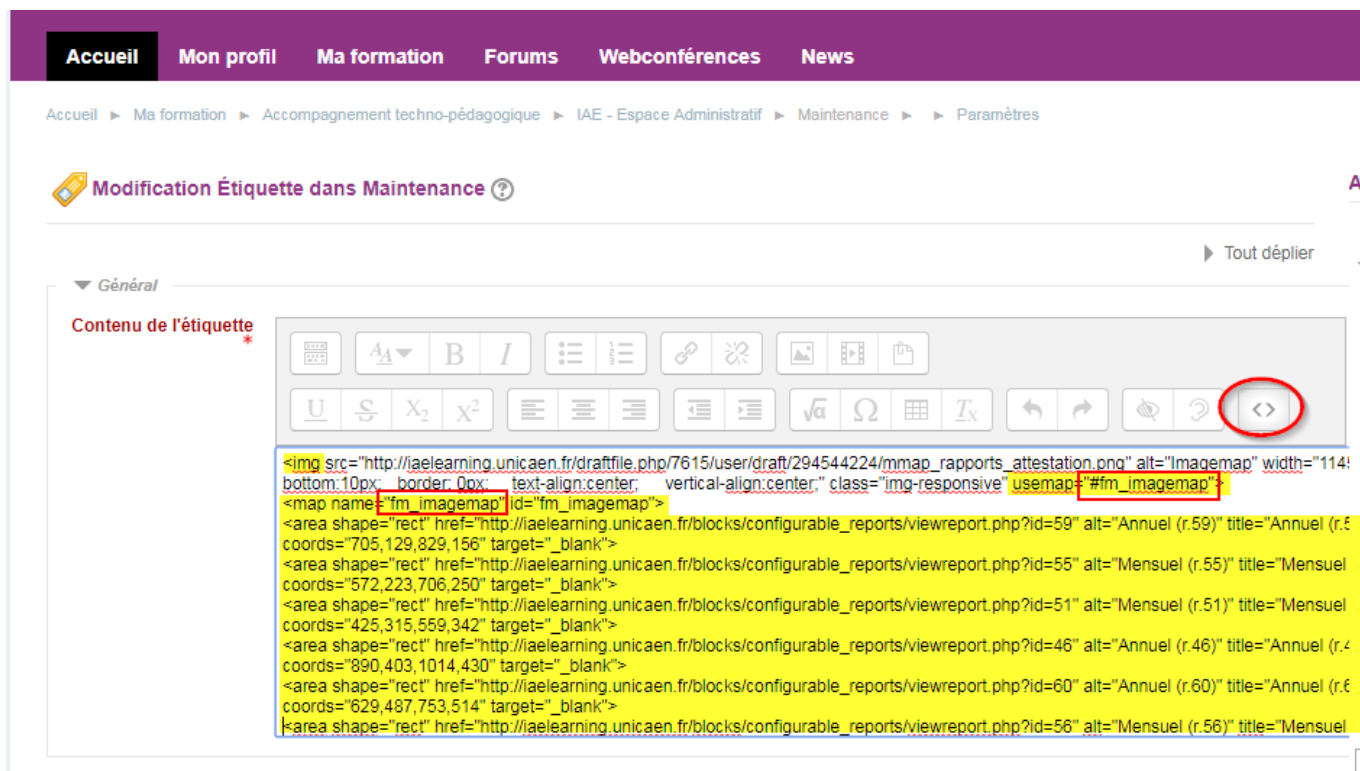 Accueil Mon profil Ma formation Forums Webconférences News
Accueil ► Ma formation ► Accompagnement techno-pédagogique ► IAE - Espace Administratif ► Maintenance ► ► Paramètres
Modification Étiquette dans Maintenance ?
A
Tout déplier
Général
Contenu de l'étiquette
*
<img src="http://iaelearning.unicaen.fr/draftfile.php/7615/user/draft/294544224/mmap_rapports_attestation.png" alt="Imagemap" width="114
bottom:10px; border: 0px; text-align:center; vertical-align:center;" class="img-responsive" usemap="#fm_imagemap">
<map name="fm_imagemap" id="fm_imagemap">
<area shape="rect" href="http://iaelearning.unicaen.fr/blocks/configurable_reports/viewreport.php?id=59" alt="Annuel (r.59)" title="Annuel (r.5
coords="705,129,829,156" target="_blank">
<area shape="rect" href="http://iaelearning.unicaen.fr/blocks/configurable_reports/viewreport.php?id=55" alt="Mensuel (r.55)" title="Mensuel
coords="572,223,706,250" target="_blank">
<area shape="rect" href="http://iaelearning.unicaen.fr/blocks/configurable_reports/viewreport.php?id=51" alt="Mensuel (r.51)" title="Mensuel
coords="425,315,559,342" target="_blank">
<area shape="rect" href="http://iaelearning.unicaen.fr/blocks/configurable_reports/viewreport.php?id=46" alt="Annuel (r.46)" title="Annuel (r.4
coords="890,403,1014,430" target="_blank">
<area shape="rect" href="http://iaelearning.unicaen.fr/blocks/configurable_reports/viewreport.php?id=60" alt="Annuel (r.60)" title="Annuel (r.6
coords="629,487,753,514" target="_blank">
<area shape="rect" href="http://iaelearning.unicaen.fr/blocks/configurable_reports/viewreport.php?id=56" alt="Mensuel (r.56)" title="Mensuel